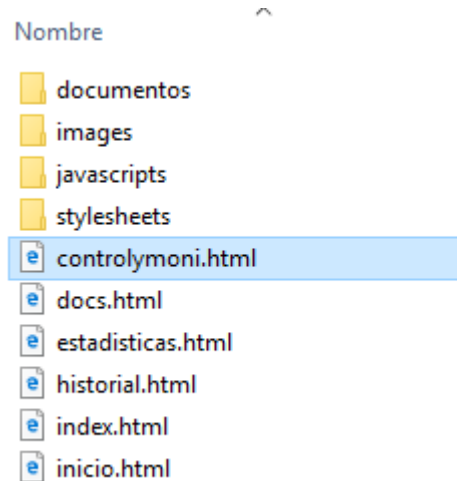 Nombre
documentos
images
javascripts
stylesheets
controlymoni.html
docs.html
estadisticas.html
historial.html
index.html
inicio.html